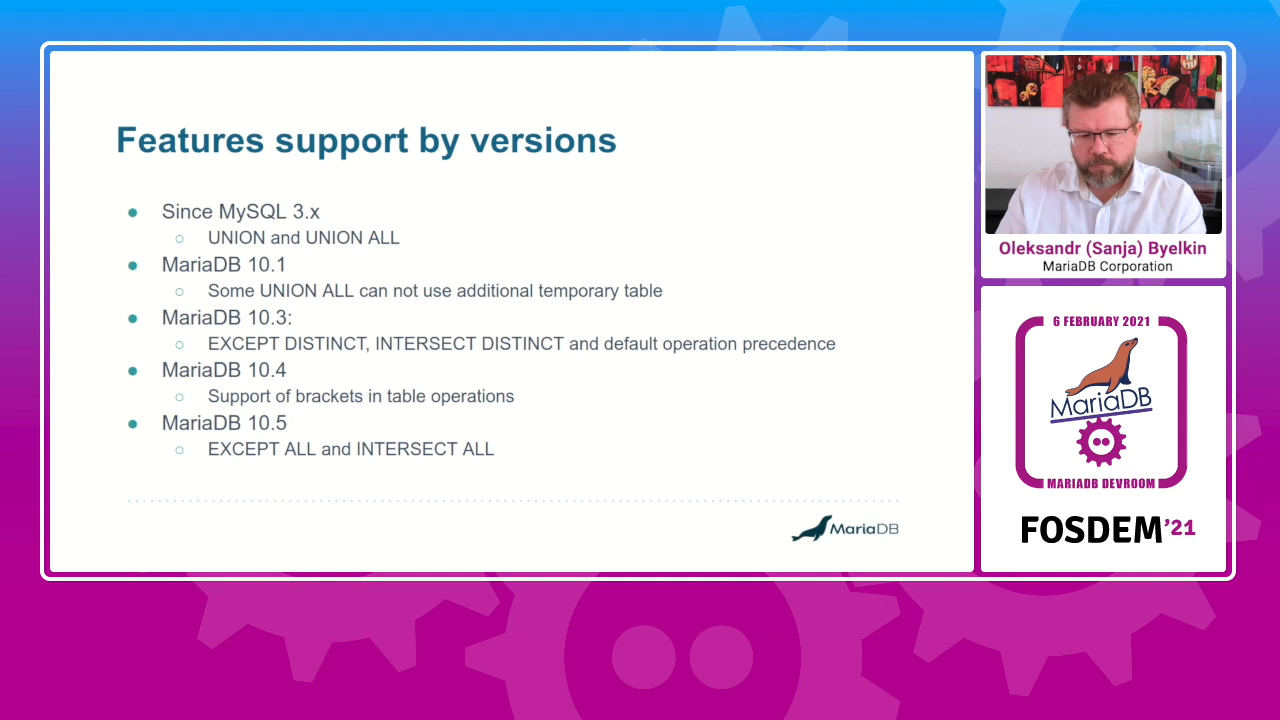 Features support by versions
Since MySQL 3.x
UNION and UNION ALL
MariaDB 10.1
Some UNION ALL can not use additional temporary table
MariaDB 10.3:
EXCEPT DISTINCT, INTERSECT DISTINCT and default operation precedence
MariaDB 10.4
Support of brackets in table operations
MariaDB 10.5
EXCEPT ALL and INTERSECT ALL
MariaDB
Oleksandr (Sanja) Byelkin
MariaDB Corporation
6 FEBRUARY 2021
MariaDB
MARIADB DEVROOM
FOSDEM'21